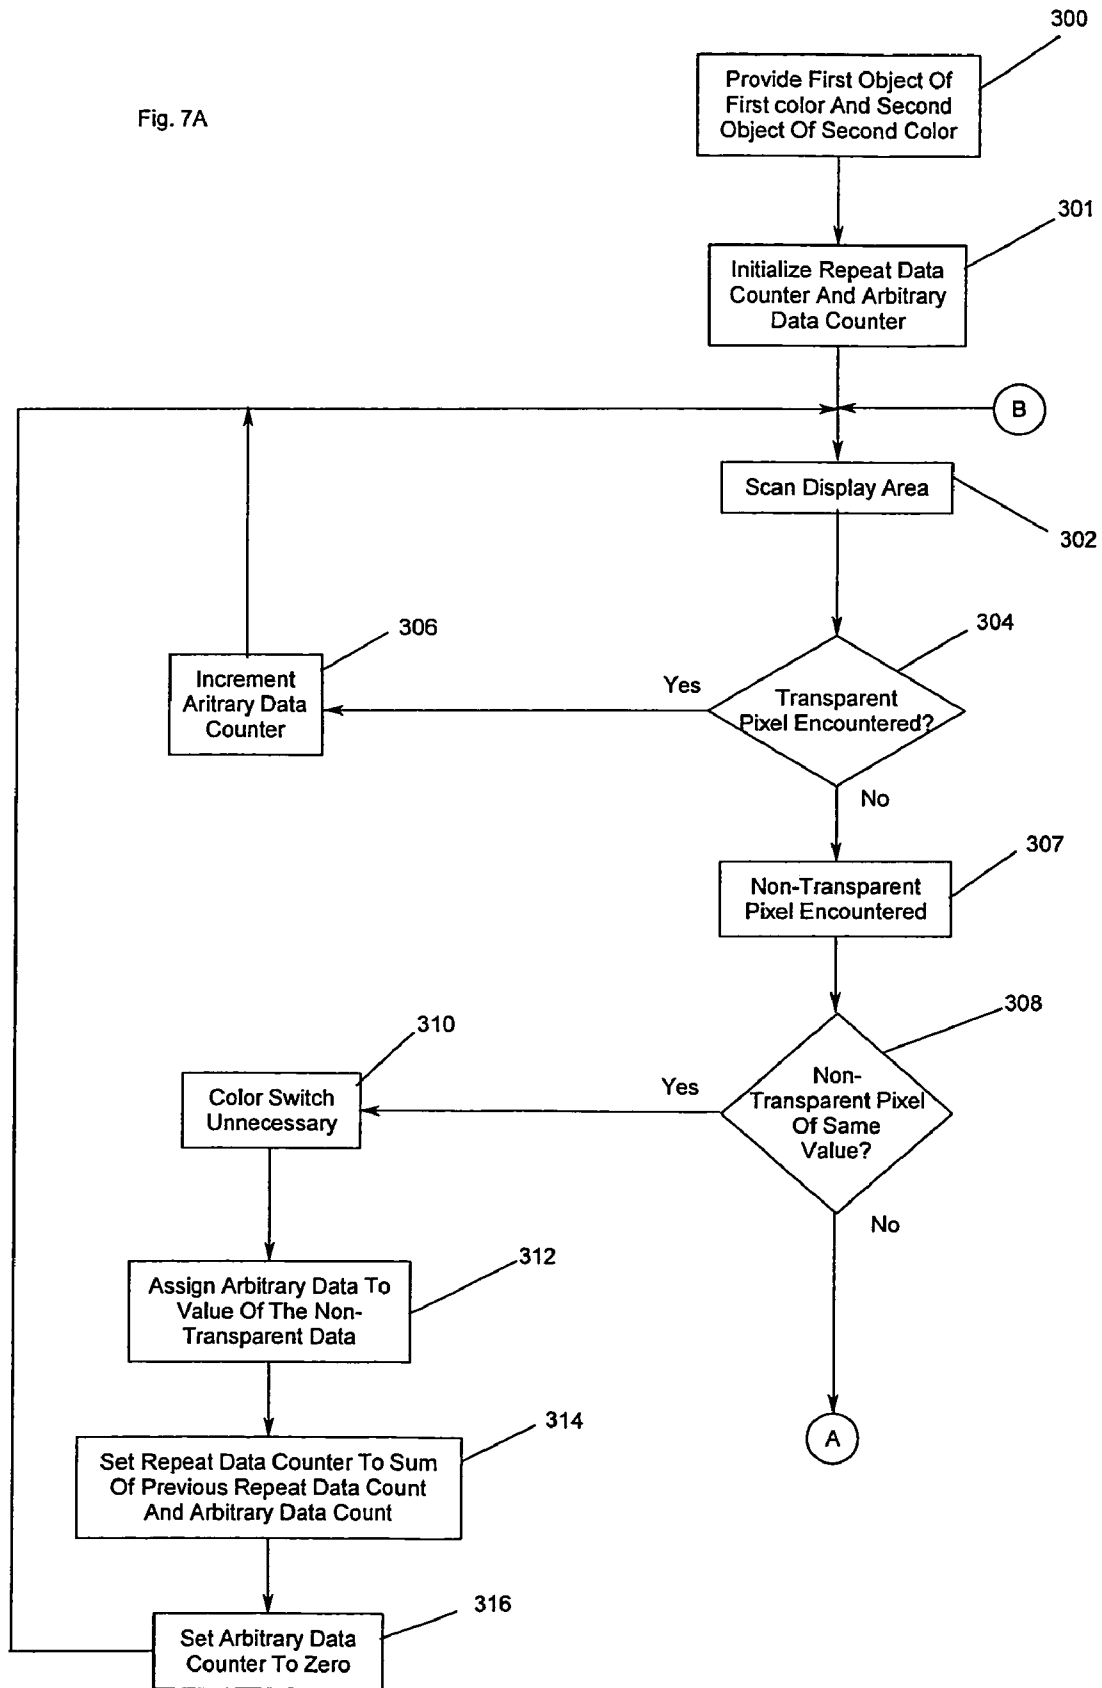 300
Provide First Object Of
First color And Second
Object Of Second Color
Fig. 7A
301
Initialize Repeat Data
Counter And Arbitrary
Data Counter
B
Scan Display Area
302
304
306
Transparent
Pixel Encountered?
Yes
Increment
Aritrary Data
Counter
No
307
Non-Transparent
Pixel Encountered
308
310
Non-
Transparent Pixel
Of Same
Value?
Yes
Color Switch
Unnecessary
No
312
Assign Arbitrary Data To
Value Of The Non-
Transparent Data
A
314
Set Repeat Data Counter To Sum
Of Previous Repeat Data Count
And Arbitrary Data Count
316
Set Arbitrary Data
Counter To Zero